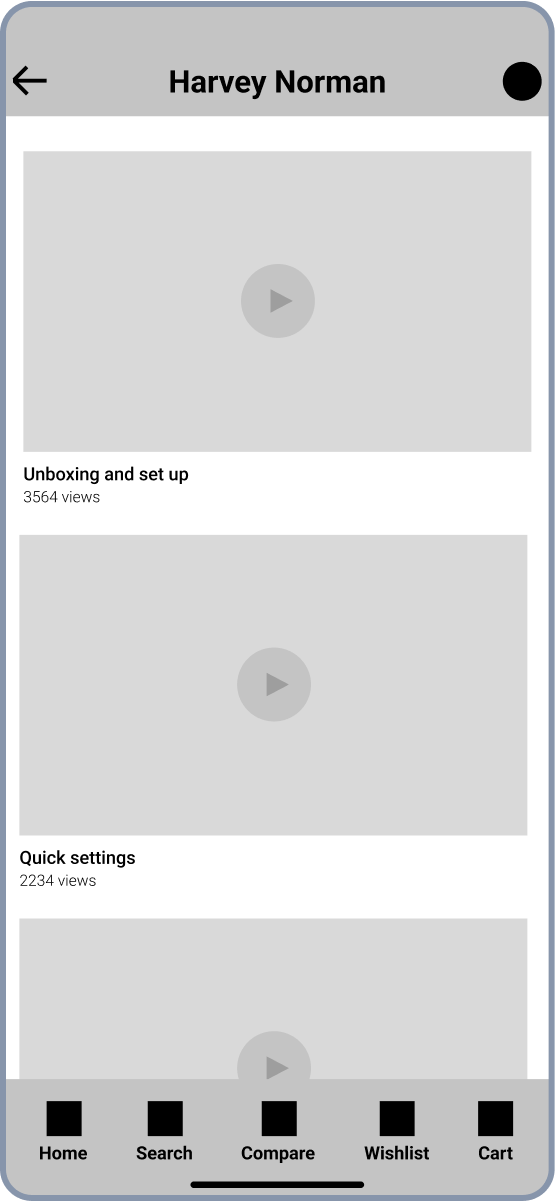 Harvey Norman
Unboxing and set up
3564 views
Quick settings
2234 views
Home Search Compare Wishlist Cart